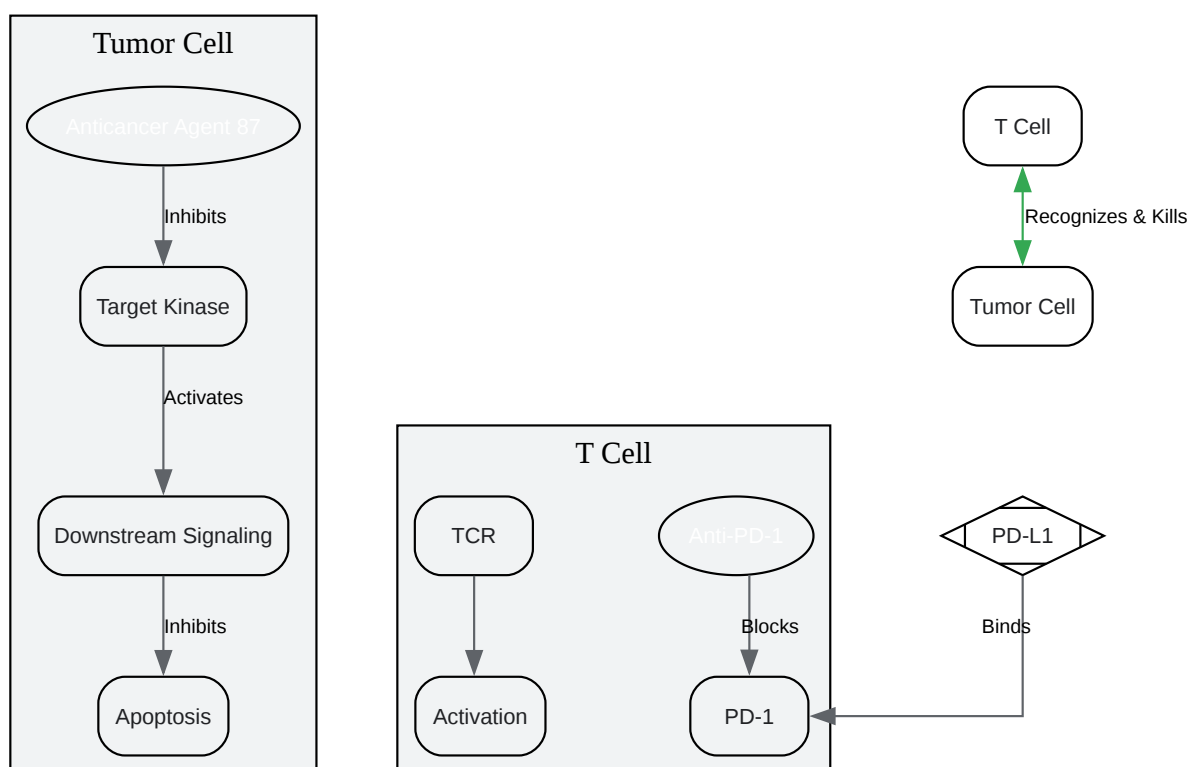 Tumor Cell
Anticancer Agent 87
Inhibits
Target Kinase
Activates
Downstream Signaling
Inhibits
Apoptosis
T Cell
TCR
Anti-PD-1
Blocks
Activation
PD-1
T Cell
Recognizes & Kills
Tumor Cell
PD-L1
Binds